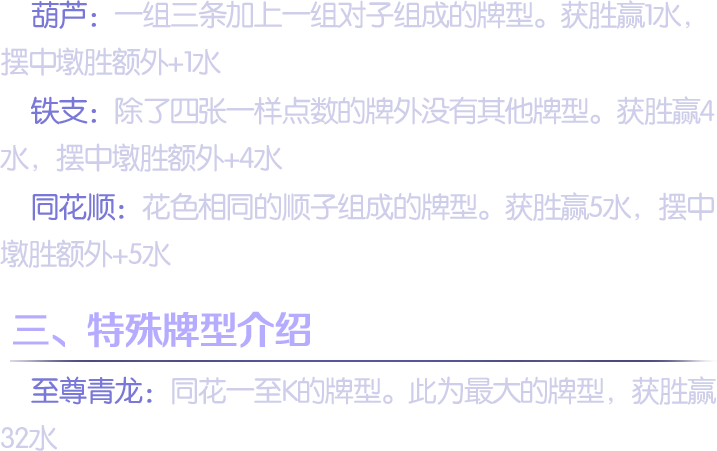 葫芦：一组三条加上一组对子组成的牌型。获胜赢1水，
摆中墩胜额外+1水
铁支：除了四张一样点数的牌外没有其他牌型。获胜赢4
水，摆中墩胜额外+4水
同花顺：花色相同的顺子组成的牌型。获胜赢5水，摆中
墩胜额外+5水
三、特殊牌型介绍
至尊青龙：同花一至K的牌型。此为最大的牌型，获胜赢
32水